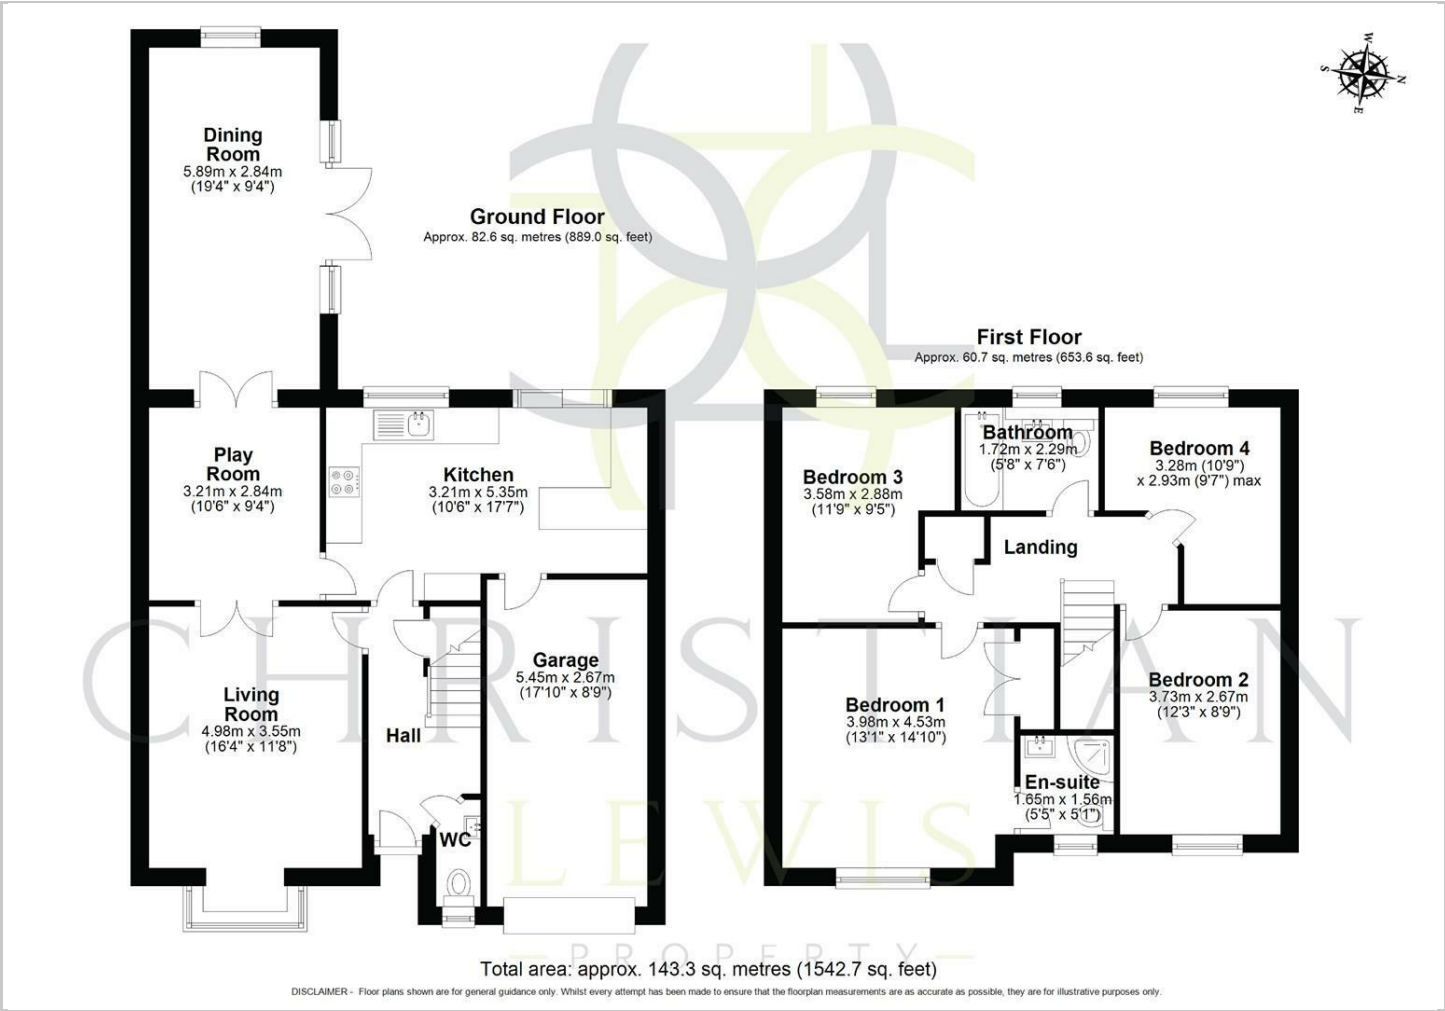 W
S
N
E
Dining
Room
5.89m x 2.84m
(19'4" x 9'4")
Ground Floor
Approx. 82.6 sq. metres (889.0 sq. feet)
Play
Room
3.21m x 2.84m
(10'6" x 9'4")
Kitchen
3.21m x 5.35m
(10'6" x 17'7")
Living
Room
4.98m x 3.55m
(16'4" x 11'8")
Hall
Garage
5.45m x 2.67m
(17'10" x 8'9")
WC
First Floor
Approx. 60.7 sq. metres (653.6 sq. feet)
Bedroom 3
3.58m x 2.88m
(11'9" x 9'5")
Bathroom
1.72m x 2.29m
(5'8" x 7'6")
Bedroom 4
3.28m (10'9")
x 2.93m (9'7") max
Landing
Bedroom 1
3.98m x 4.53m
(13'1" x 14'10")
Bedroom 2
3.73m x 2.67m
(12'3" x 8'9")
En-suite
1.65m x 1.56m
(5'5" x 5'1")
CHRISTIAN
LEWIS
PROPERTY
Total area: approx. 143.3 sq. metres (1542.7 sq. feet)
DISCLAIMER - Floor plans shown are for general guidance only. Whilst every attempt has been made to ensure that the floorplan measurements are as accurate as possible, they are for illustrative purposes only.